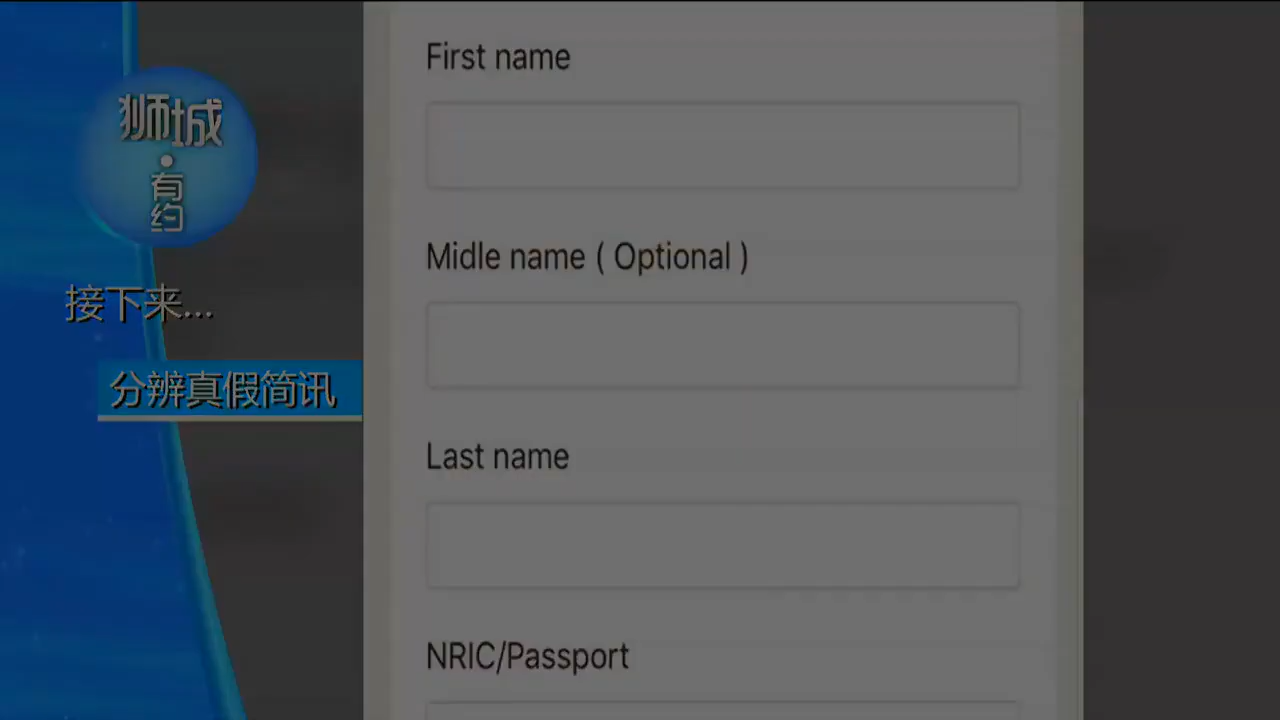 狮城
·
有
约
接下来...
分辨真假简讯
First name
Midle name ( Optional )
Last name
NRIC/Passport